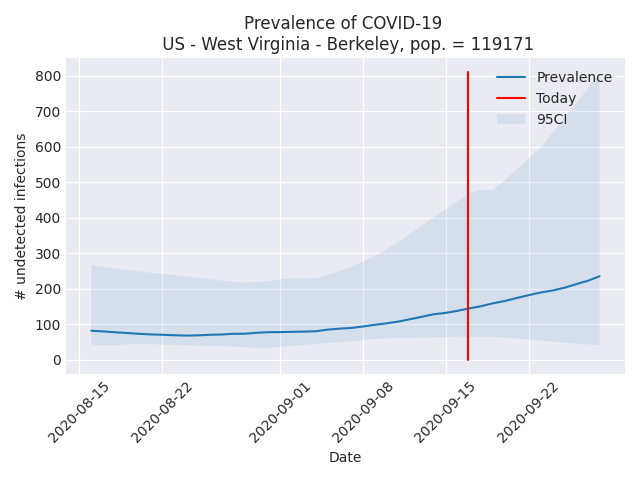 Prevalence of COVID-19
US - West Virginia - Berkeley, pop. = 119171
Prevalence
Today
95CI
# undetected infections
800
700
600
500
400
300
200
100
0
2020-08-15
2020-08-22
2020-09-01
2020-09-08
2020-09-15
2020-09-22
Date